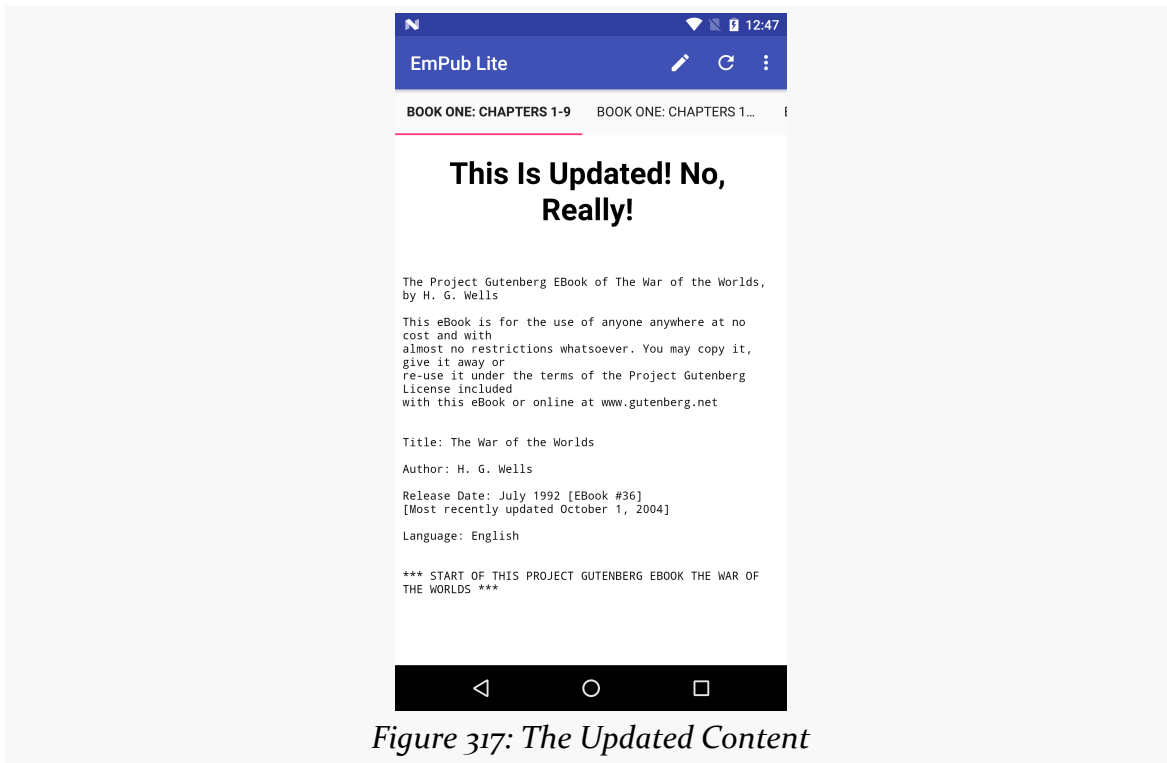 12:47
EmPub Lite
BOOK ONE: CHAPTERS 1-9 BOOK ONE: CHAPTERS 1...
This Is Updated! No,
Really!
The Project Gutenberg EBook of The War of the Worlds,
by H. G. Wells
This eBook is for the use of anyone anywhere at no
cost and with
almost no restrictions whatsoever. You may copy it,
give it away or
re-use it under the terms of the Project Gutenberg
License included
with this eBook or online at www.gutenberg.net
Title: The War of the Worlds
Author: H. G. Wells
Release Date: July 1992 [EBook #36]
[Most recently updated October 1, 2004]
Language: English
*** START OF THIS PROJECT GUTENBERG EBOOK THE WAR OF
THE WORLDS ***
Figure 317: The Updated Content